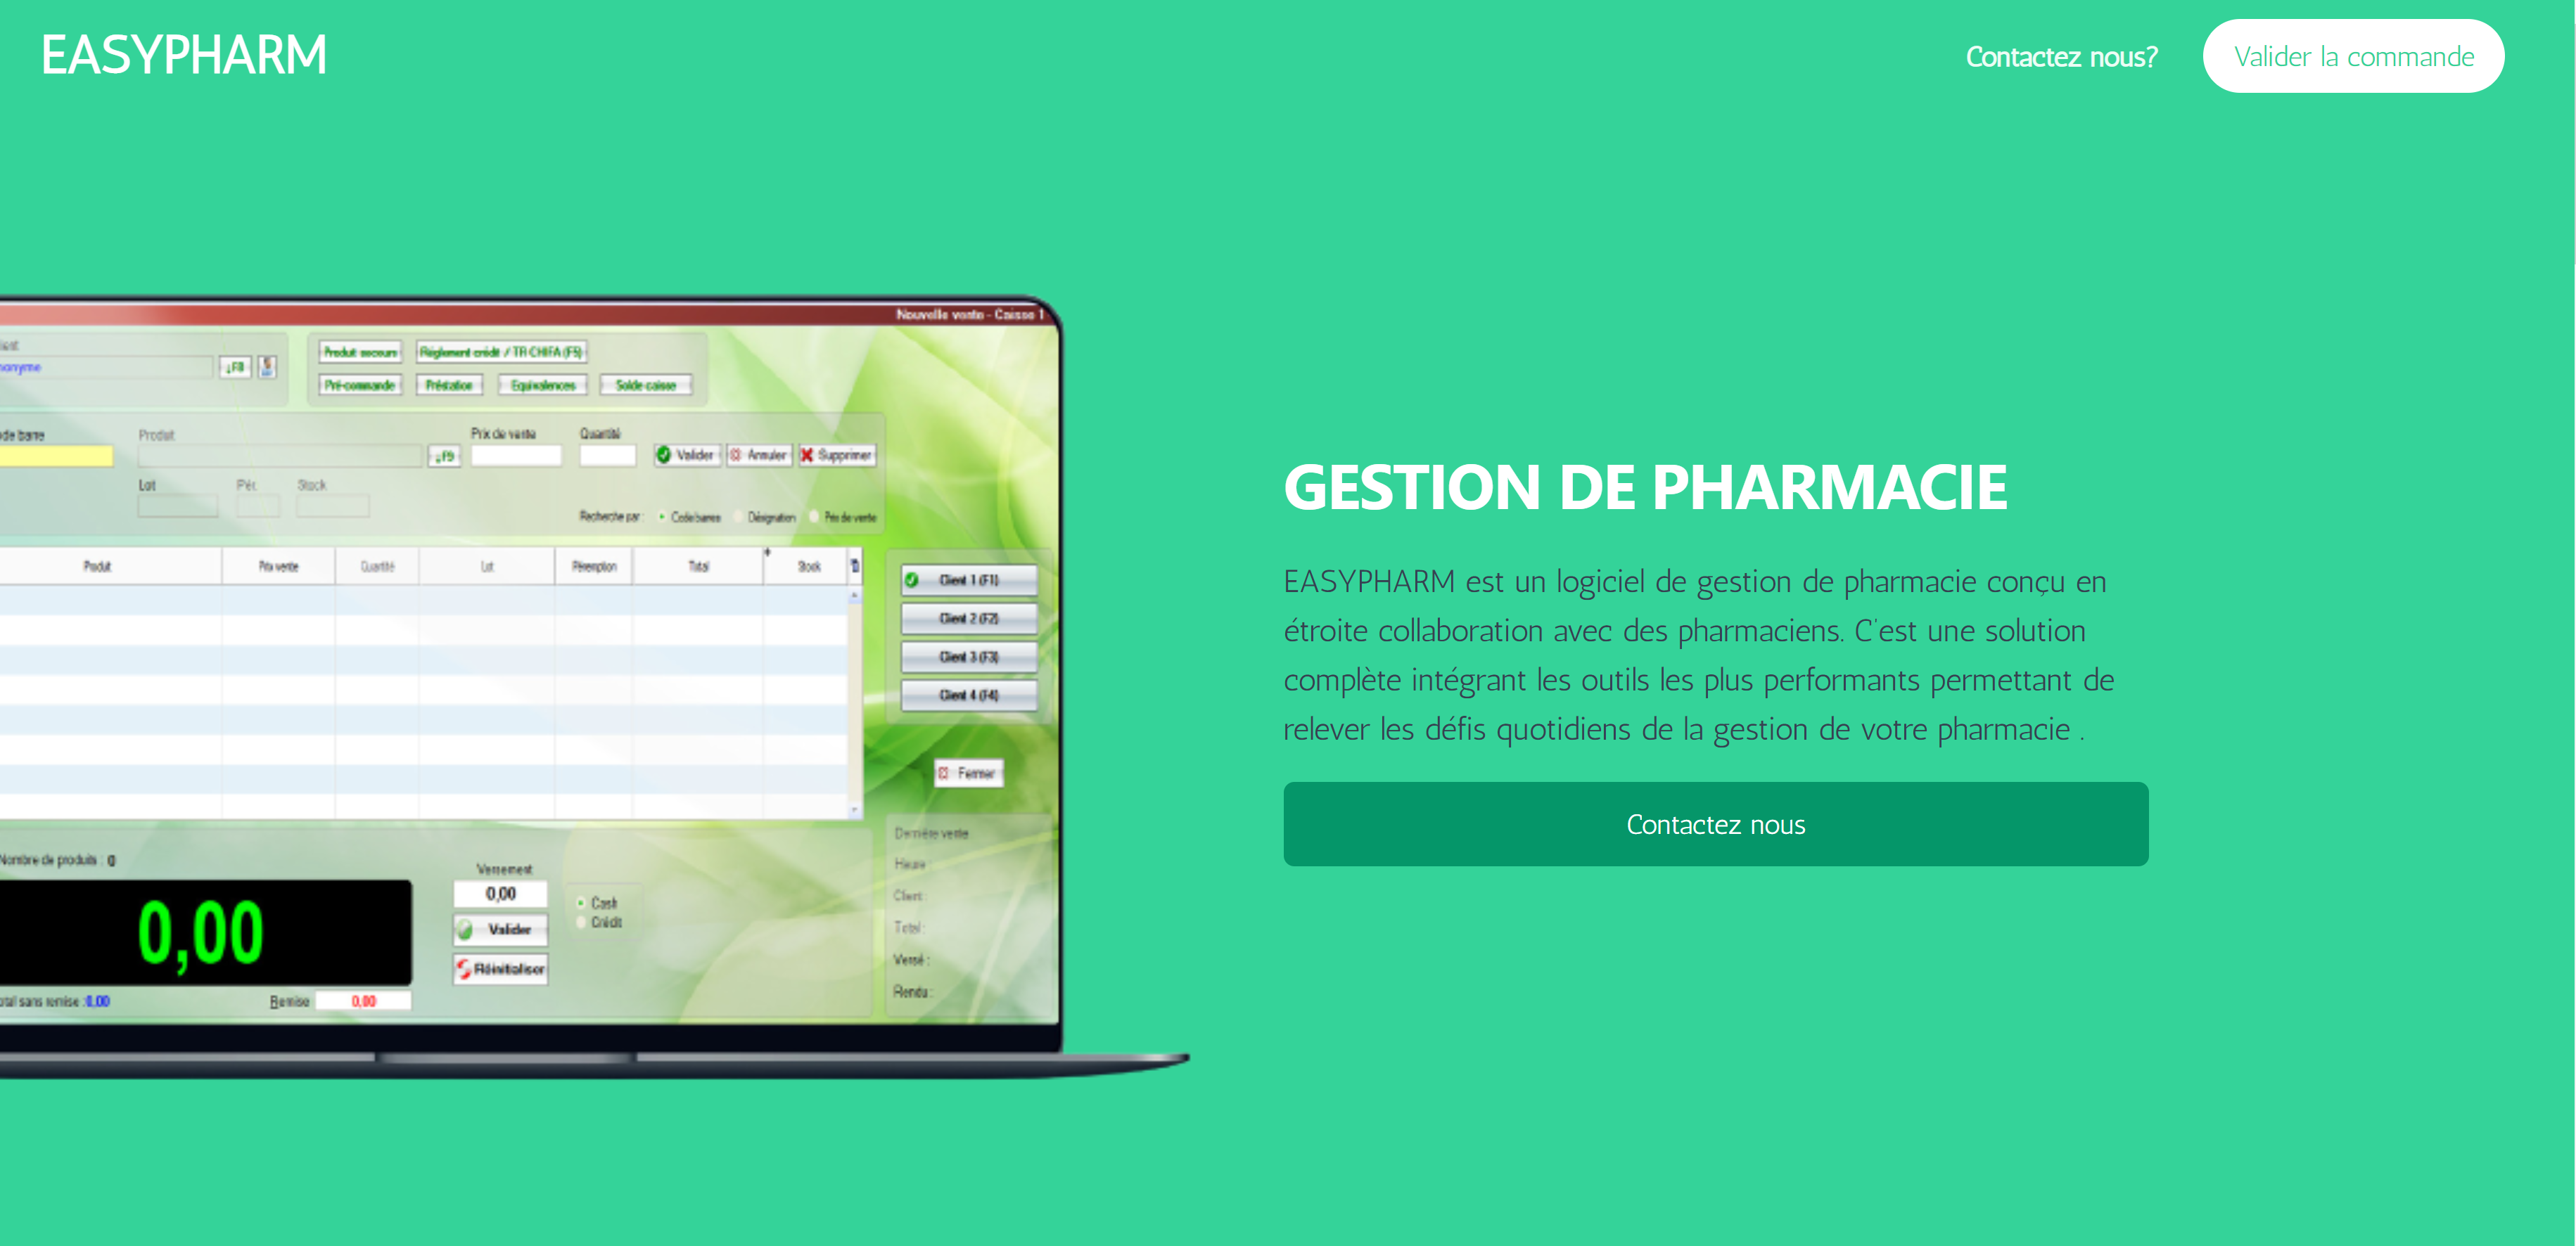 EASYPHARM
Contactez nous?
Valider la commande
Nouvelle vente - Caisse 1
Produit secours
Règlement crédit / TR CHIFA (F5)
↓F8
Pré-commande
Préstation
Equivalences
Solde caisse
Produit
Prix de vente
Quantité
↓F9
Valider
Annuler
Supprimer
Lot
Pér.
Stock
Recherche par :
Code barres
Désignation
Prix de vente
Produit
Prix vente
Quantité
Lot
Péremption
Total
Stock
Client 1 (F1)
Client 2 (F2)
Client 3 (F3)
Client 4 (F4)
Fermer
Nombre de produits : 0
0,00
sans remise :0,00
Remise
0,00
Versement
0,00
Valider
Réinitialiser
Cash
Crédit
Dernière vente
Heure :
Client :
Total :
Versé :
Rendu :
GESTION DE PHARMACIE
EASYPHARM est un logiciel de gestion de pharmacie conçu en
étroite collaboration avec des pharmaciens. C'est une solution
complète intégrant les outils les plus performants permettant de
relever les défis quotidiens de la gestion de votre pharmacie .
Contactez nous